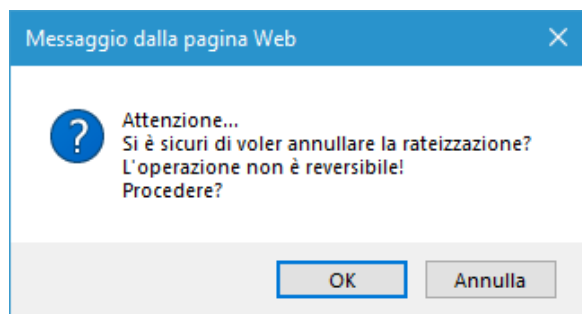 Messaggio dalla pagina Web
Attenzione...
Si è sicuri di voler annullare la rateizzazione?
L'operazione non è reversibile!
Procedere?
OK
Annulla